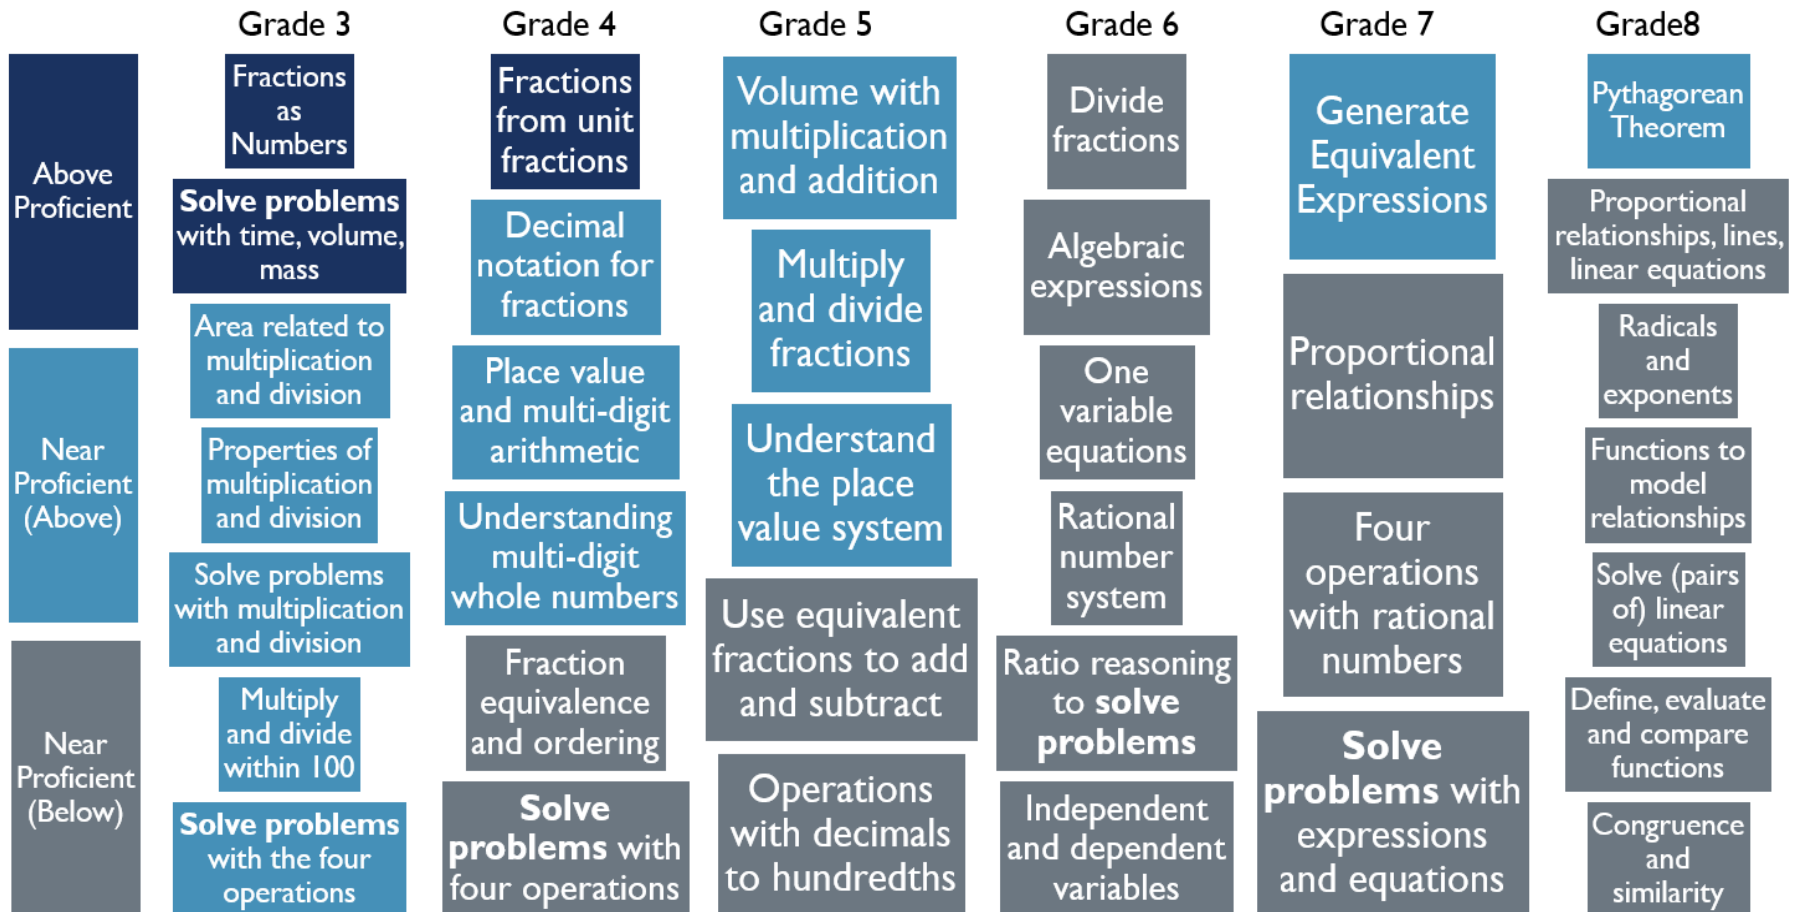 Grade 3
Grade 4
Grade 5
Grade 6
Grade 7
Grade8
Above
Proficient
Near
Proficient
(Above)
Near
Proficient
(Below)
Fractions
as
Numbers
Solve problems
with time, volume,
mass
Area related to
multiplication
and division
Properties of
multiplication
and division
Solve problems
with multiplication
and division
Multiply
and divide
within 100
Solve problems
with the four
operations
Fractions
from unit
fractions
Decimal
notation for
fractions
Place value
and multi-digit
arithmetic
Understanding
multi-digit
whole numbers
Fraction
equivalence
and ordering
Solve
problems with
four operations
Volume with
multiplication
and addition
Multiply
and divide
fractions
Understand
the place
value system
Use equivalent
fractions to add
and subtract
Operations
with decimals
to hundredths
Divide
fractions
Algebraic
expressions
One
variable
equations
Rational
number
system
Ratio reasoning
to solve
problems
Independent
and dependent
variables
Generate
Equivalent
Expressions
Proportional
relationships
Four
operations
with rational
numbers
Solve
problems with
expressions
and equations
Pythagorean
Theorem
Proportional
relationships, lines,
linear equations
Radicals
and
exponents
Functions to
model
relationships
Solve (pairs
of) linear
equations
Define, evaluate
and compare
functions
Congruence
and
similarity